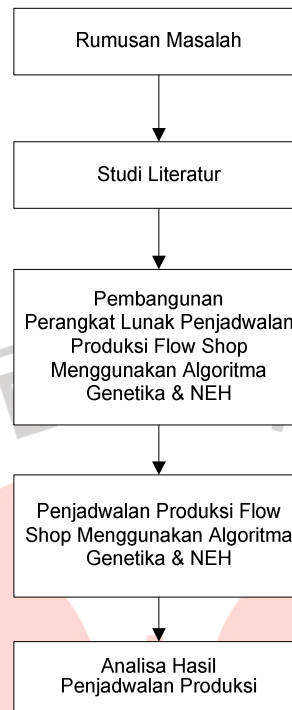 Rumusan Masalah
Studi Literatur
Pembangunan
Perangkat Lunak Penjadwalan
Produksi Flow Shop
Menggunakan Algoritma
Genetika & NEH
Penjadwalan Produksi Flow
Shop Menggunakan Algoritma
Genetika & NEH
Analisa Hasil
Penjadwalan Produksi